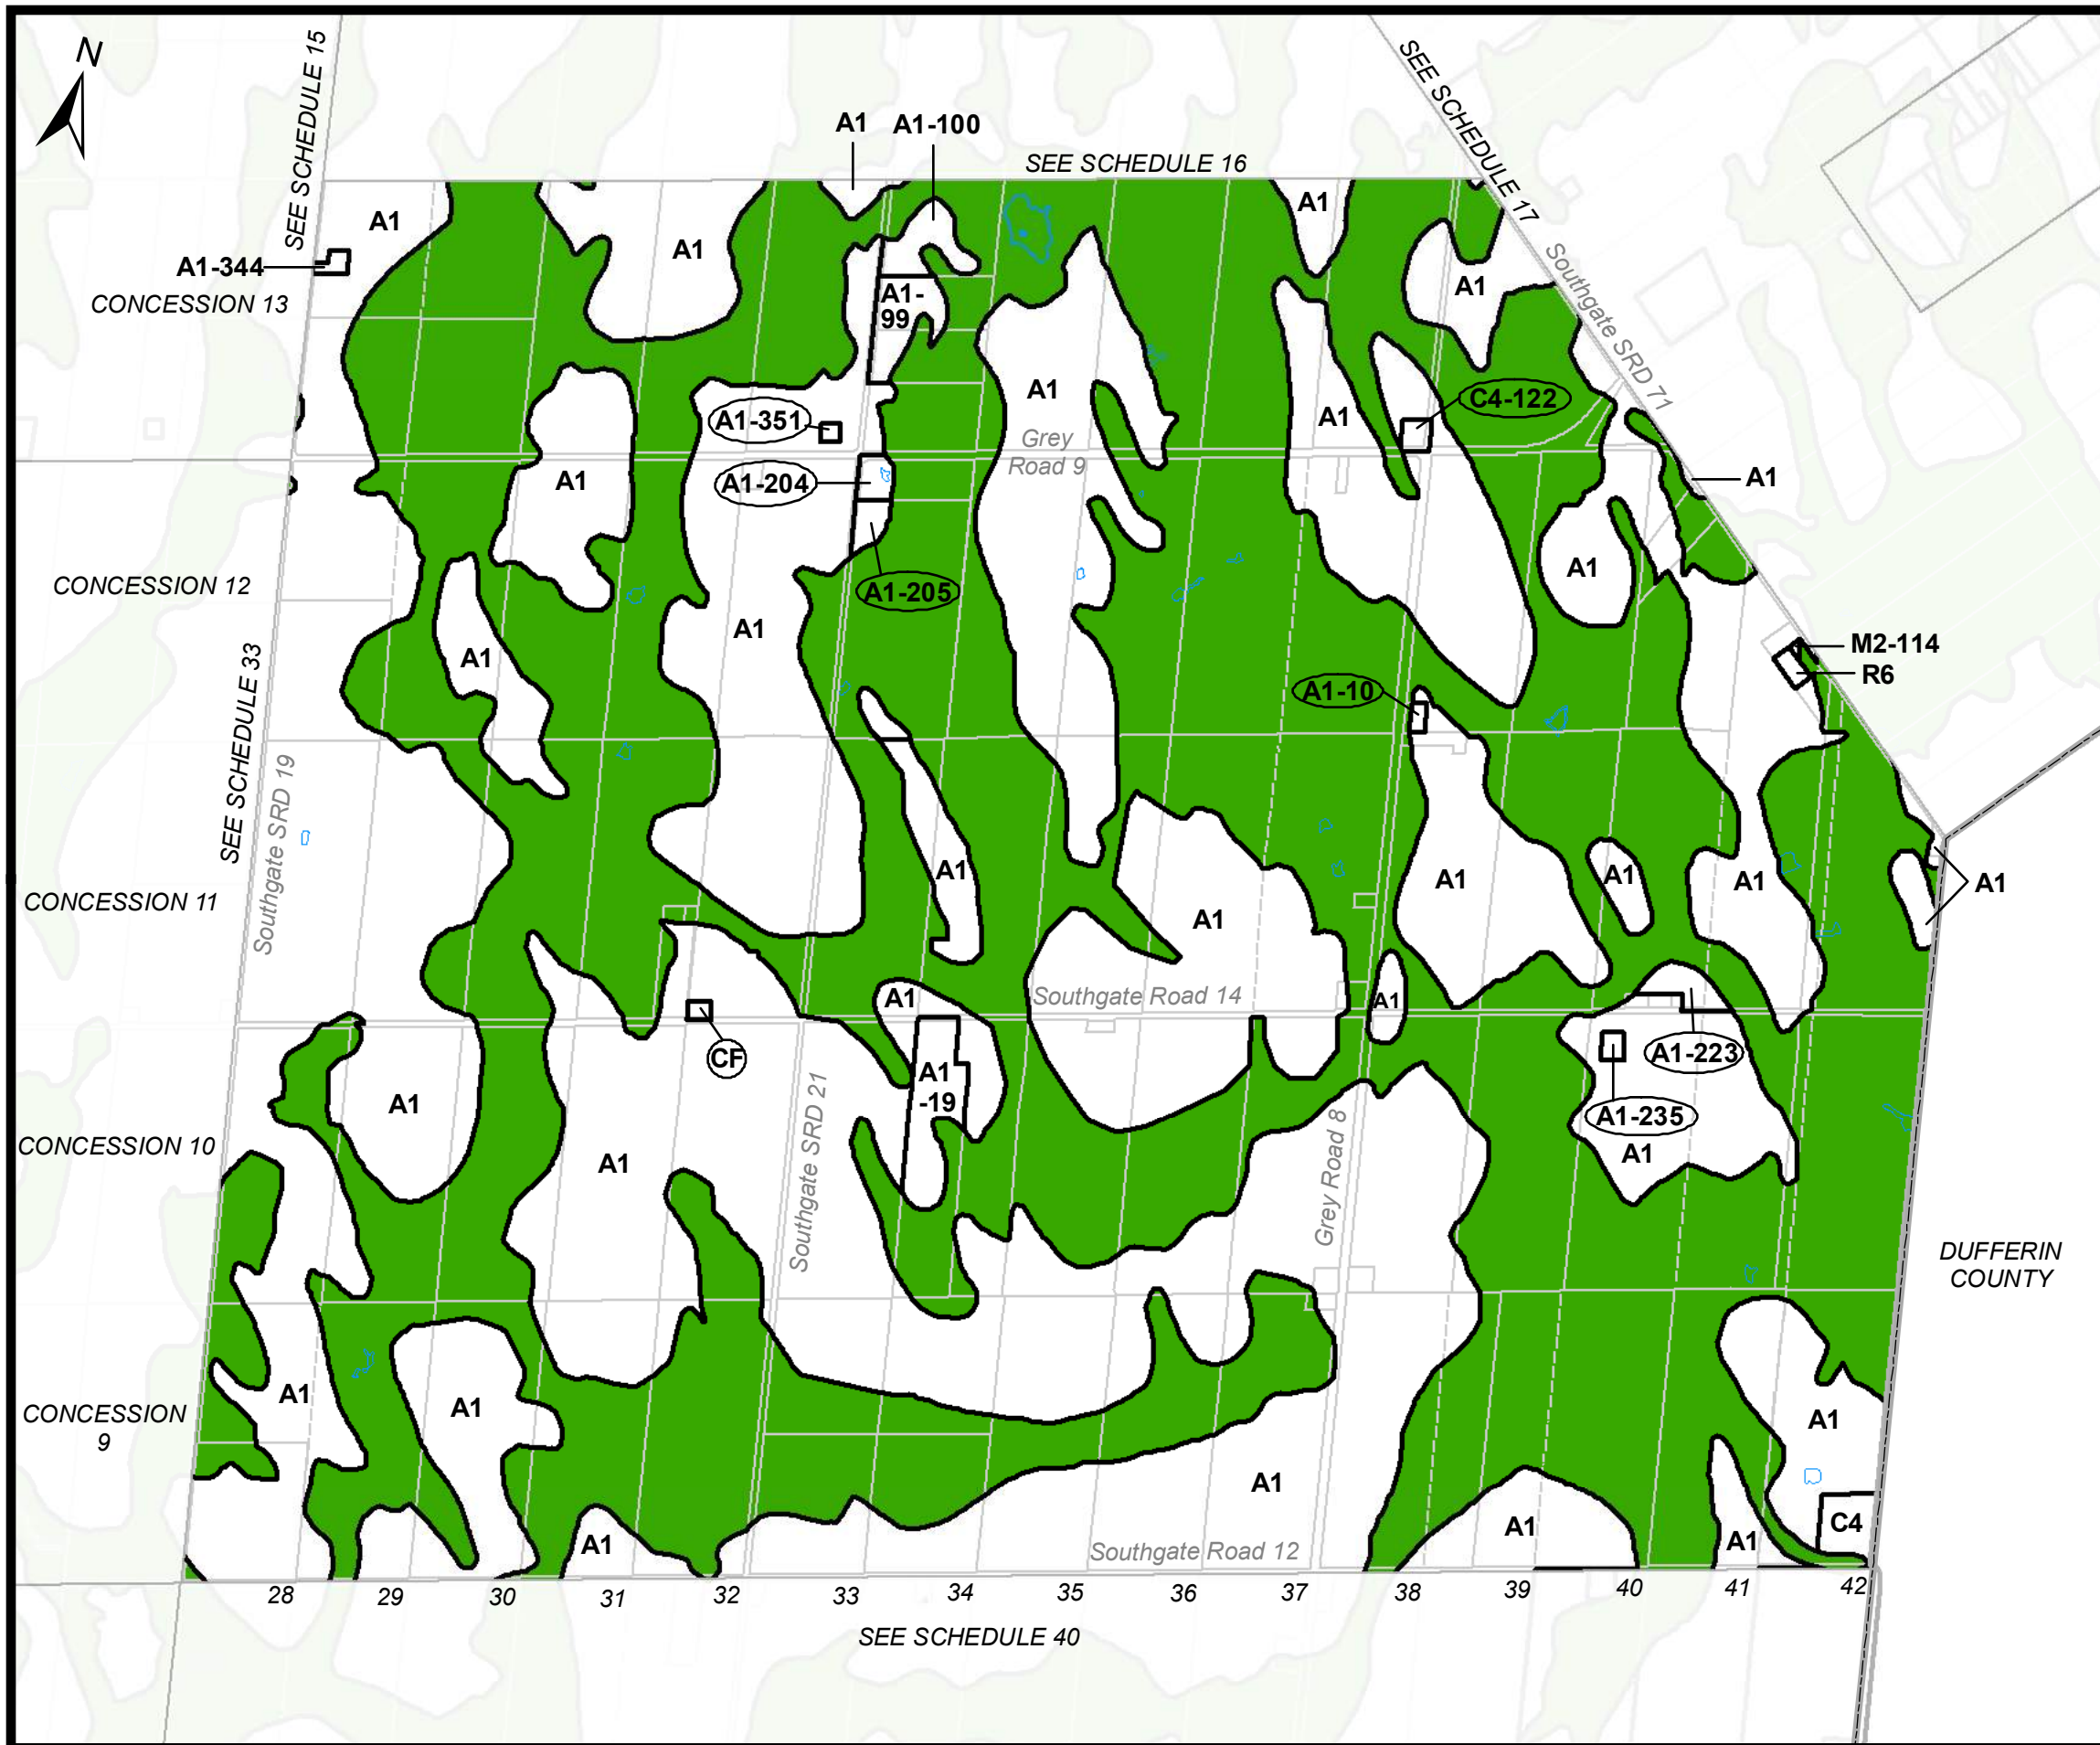 N
SEE SCHEDULE 15
SEE SCHEDULE 17
A1
A1-100
SEE SCHEDULE 16
A1
A1
A1
A1-344
CONCESSION 13
A1-
99
A1
Southgate SRD 71
A1
A1
C4-122
A1-351
Grey
Road 9
A1
A1-204
A1
A1
CONCESSION 12
A1-205
A1
A1
A1
M2-114
R6
A1-10
SEE SCHEDULE 33
Southgate SRD 19
A1
A1
A1
A1
A1
A1
CONCESSION 11
A1
A1
Southgate Road 14
A1
CF
A1-223
A1
-19
A1
A1-235
Southgate SRD 21
CONCESSION 10
A1
A1
Grey Road 8
DUFFERIN
COUNTY
A1
A1
CONCESSION
9
A1
A1
A1
A1
A1
C4
Southgate Road 12
28
29
30
31
32
33
34
35
36
37
38
39
40
41
42
SEE SCHEDULE 40